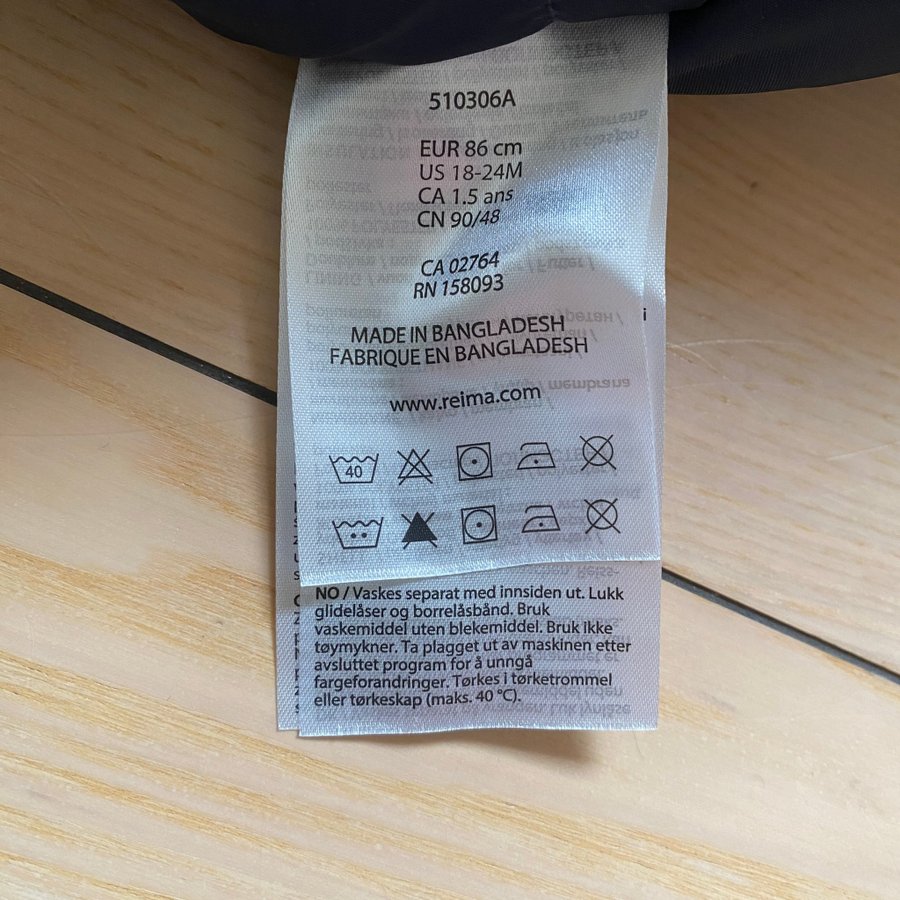 510306A
EUR 86 cm
US 18-24M
CA 1.5 ans
CN 90/48
CA 02764
RN 158093
MADE IN BANGLADESH
FABRIQUE EN BANGLADESH
www.reima.com
40
NO / Vaskes separat med innsiden ut. Lukk
glidelåser og borrelåsbånd. Bruk
vaskemiddel uten blekemiddel. Bruk ikke
tøymykner. Ta plagget ut av maskinen etter
avsluttet program for å unngå
fargeforandringer. Tørkes i tørketrommel
eller tørkeskap (maks. 40 °C).